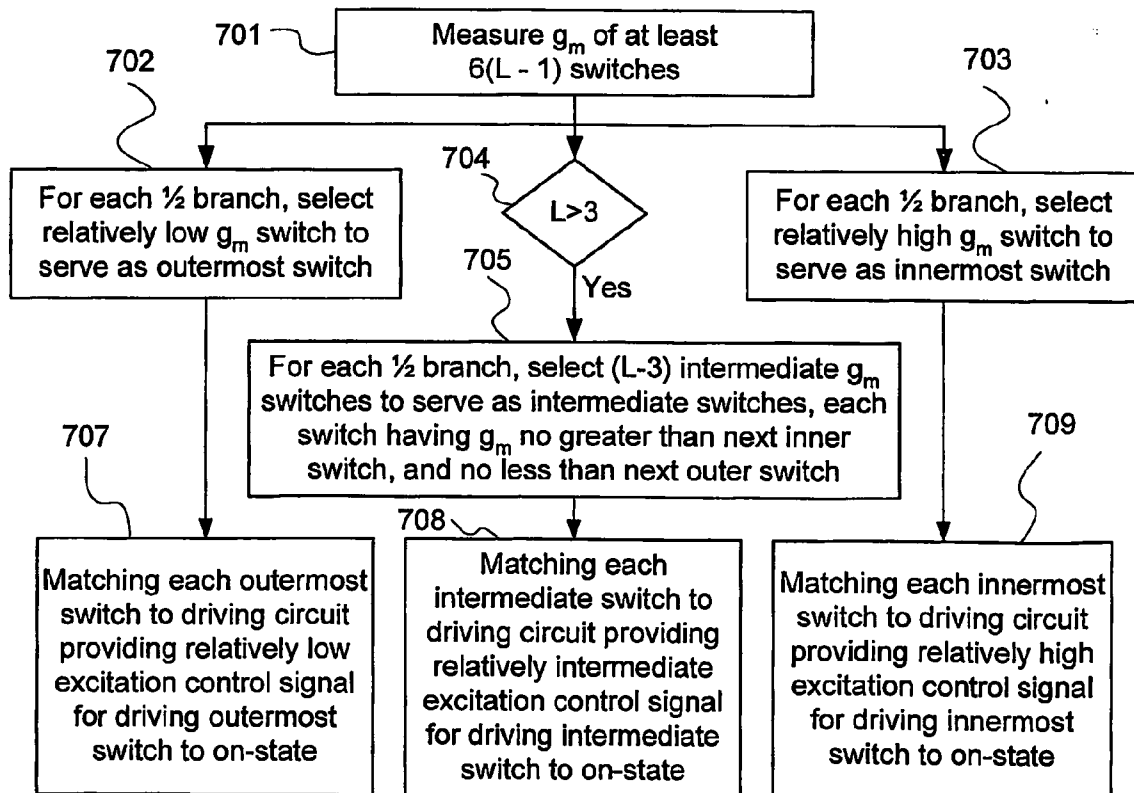 701
Measure gm of at least
6(L - 1) switches
702
For each ½ branch, select
relatively low gm switch to
serve as outermost switch
704
L>3
Yes
703
For each ½ branch, select
relatively high gm switch to
serve as innermost switch
705
For each ½ branch, select (L-3) intermediate gm
switches to serve as intermediate switches, each
switch having gm no greater than next inner
switch, and no less than next outer switch
707
Matching each outermost
switch to driving circuit
providing relatively low
excitation control signal
for driving outermost
switch to on-state
708
Matching each
intermediate switch to
driving circuit providing
relatively intermediate
excitation control signal
for driving intermediate
switch to on-state
709
Matching each innermost
switch to driving circuit
providing relatively high
excitation control signal
for driving innermost
switch to on-state